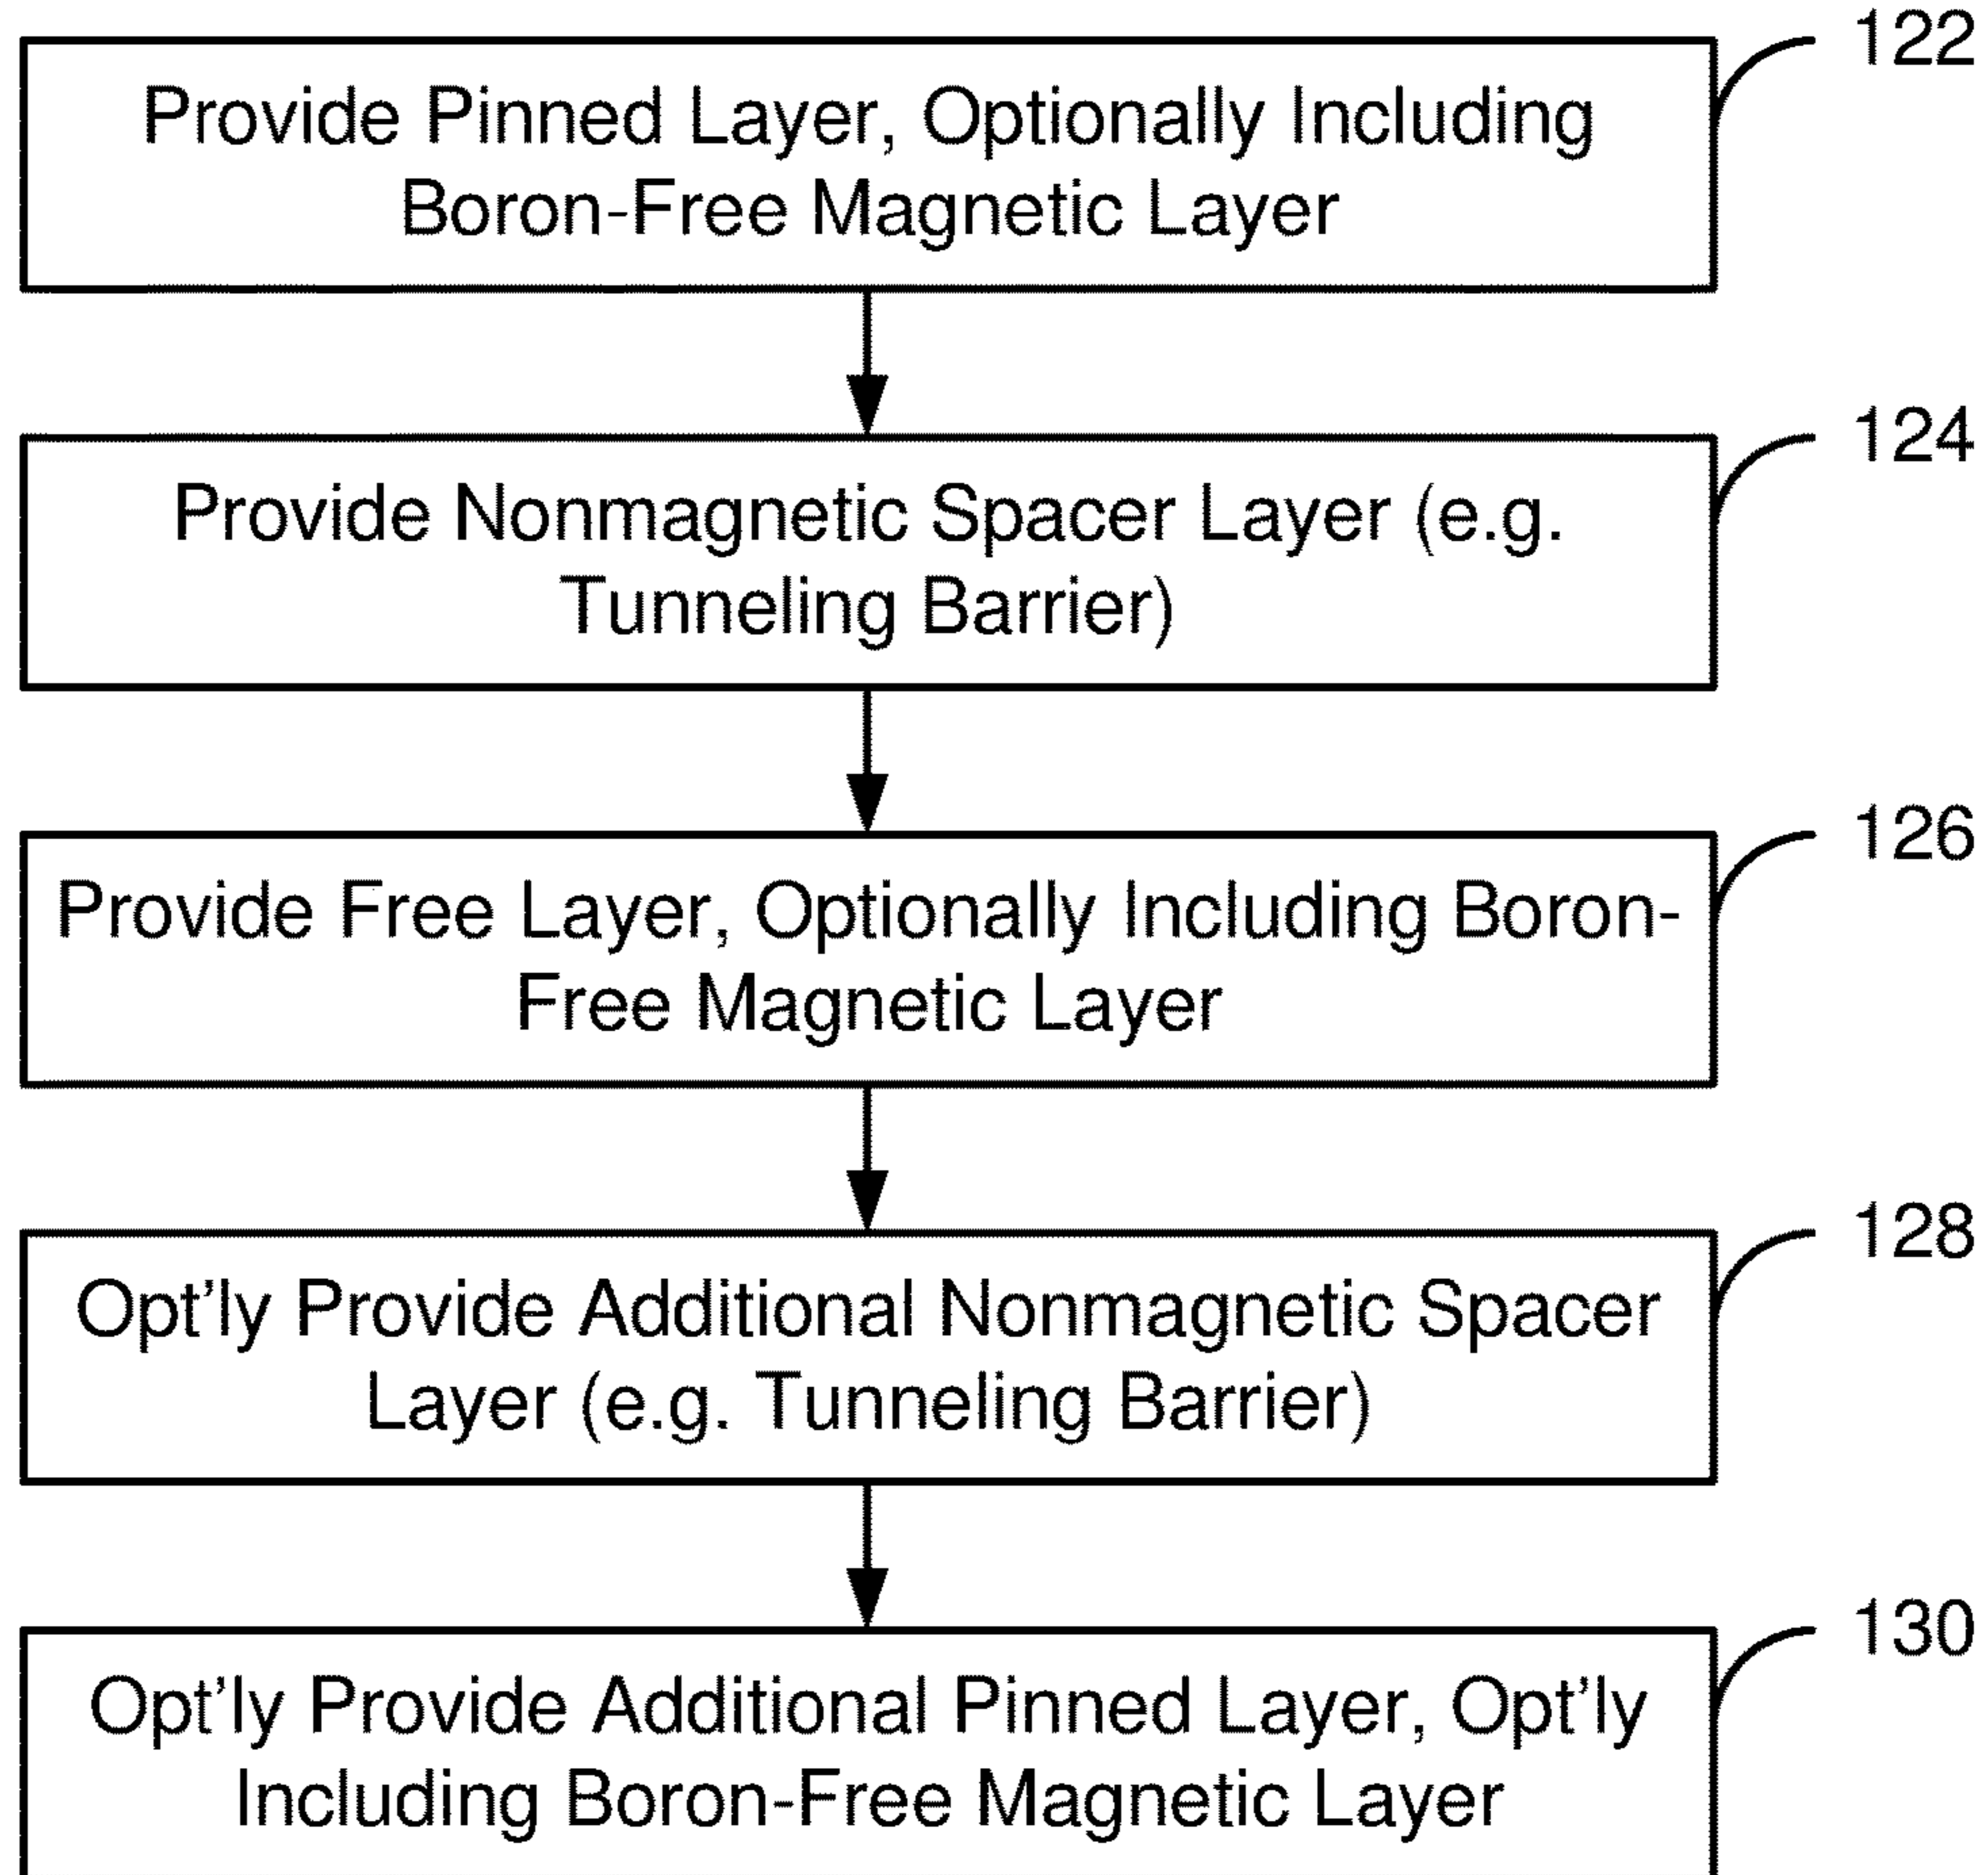 122
Provide Pinned Layer, Optionally Including
Boron-Free Magnetic Layer
124
Provide Nonmagnetic Spacer Layer (e.g.
Tunneling Barrier)
126
Provide Free Layer, Optionally Including Boron-
Free Magnetic Layer
128
Opt'ly Provide Additional Nonmagnetic Spacer
Layer (e.g. Tunneling Barrier)
130
Opt'ly Provide Additional Pinned Layer, Opt'ly
Including Boron-Free Magnetic Layer